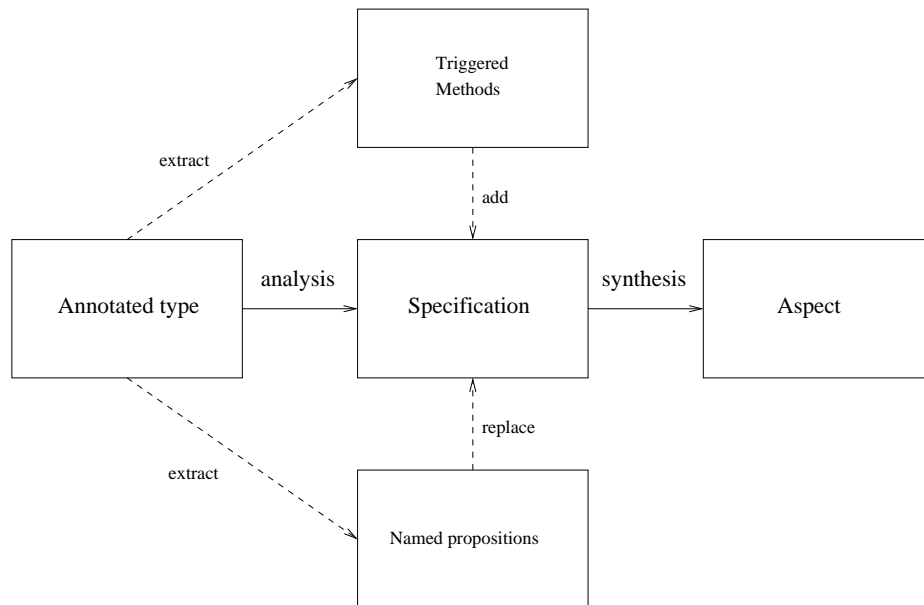 Triggered
Methods
extract
add
analysis
synthesis
Annotated type
Specification
Aspect
replace
extract
Named propositions